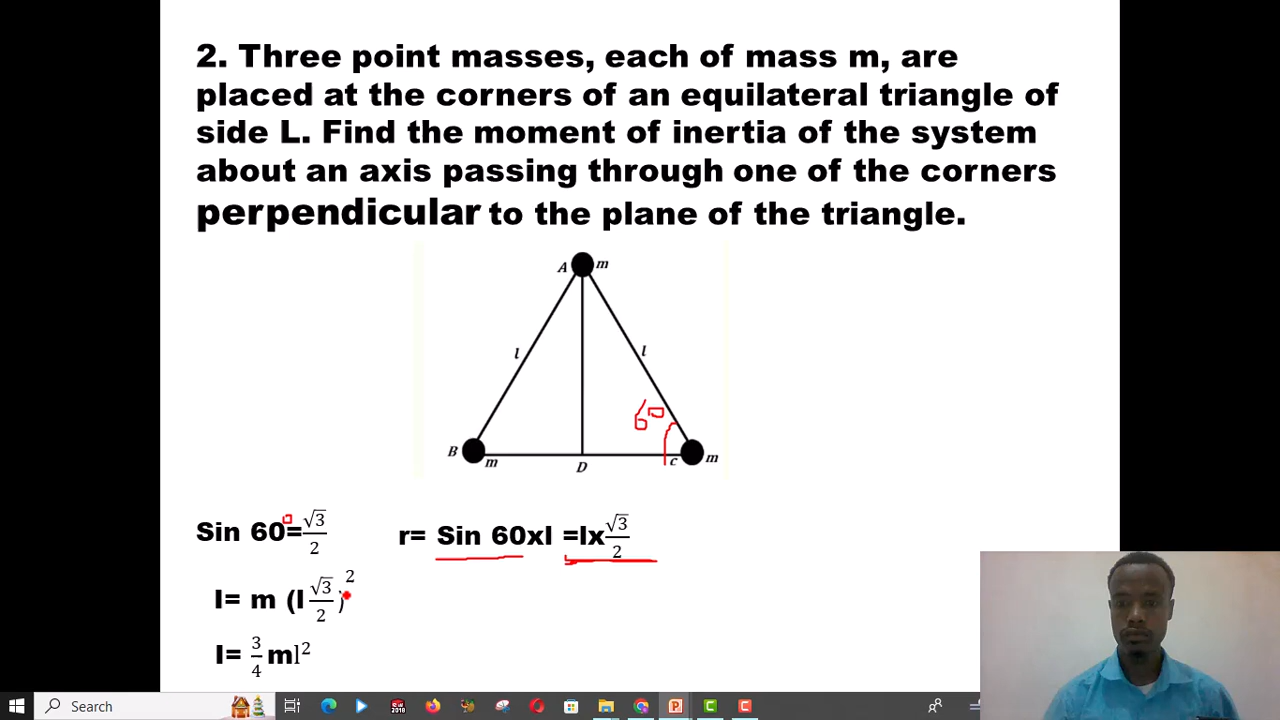 2. Three point masses, each of mass m, are
placed at the corners of an equilateral triangle of
side L. Find the moment of inertia of the system
about an axis passing through one of the corners
perpendicular to the plane of the triangle.
A m
l l
60
B m D c m
Sin 60°=√3/2 r= Sin 60xl =lx√3/2
I= m (l √3/2)²
I= 3/4 ml²
Search